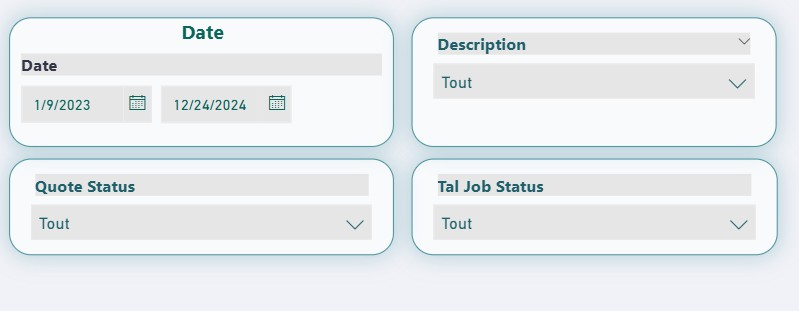 Date
Date
1/9/2023
12/24/2024
Description
Tout
Quote Status
Tout
Tal Job Status
Tout